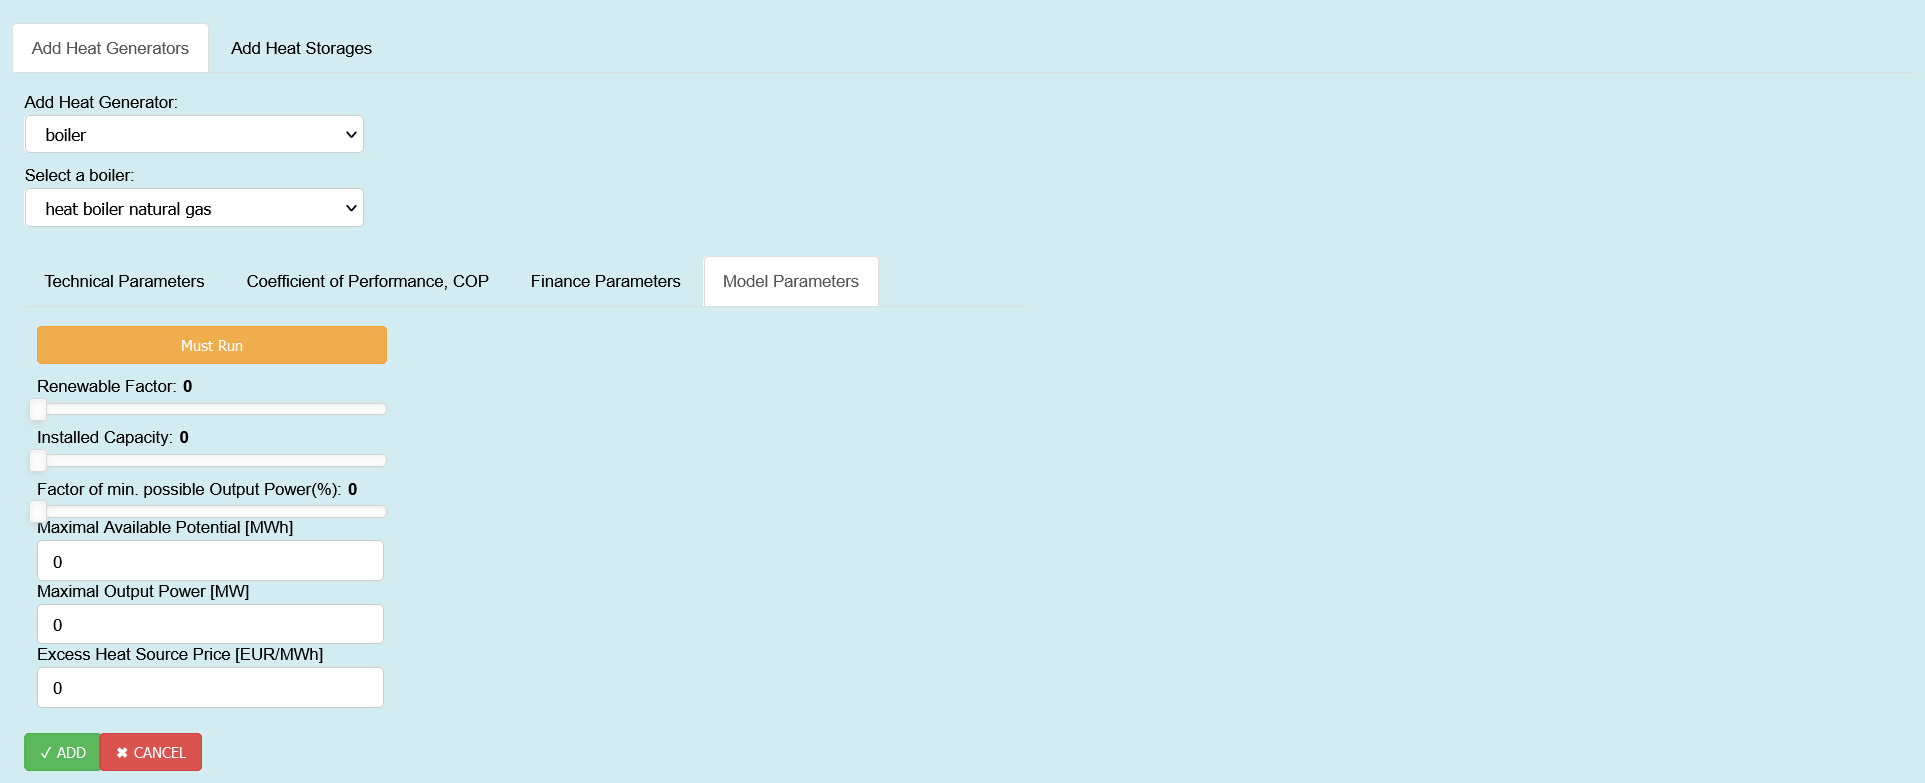 Add Heat Generators Add Heat Storages
Add Heat Generator:
boiler
Select a boiler:
heat boiler natural gas
Technical Parameters Coefficient of Performance, COP Finance Parameters Model Parameters
Must Run
Renewable Factor: 0
Installed Capacity: 0
Factor of min. possible Output Power(%): 0
Maximal Available Potential [MWh]
0
Maximal Output Power [MW]
0
Excess Heat Source Price [EUR/MWh]
0
✓ ADD ✖ CANCEL